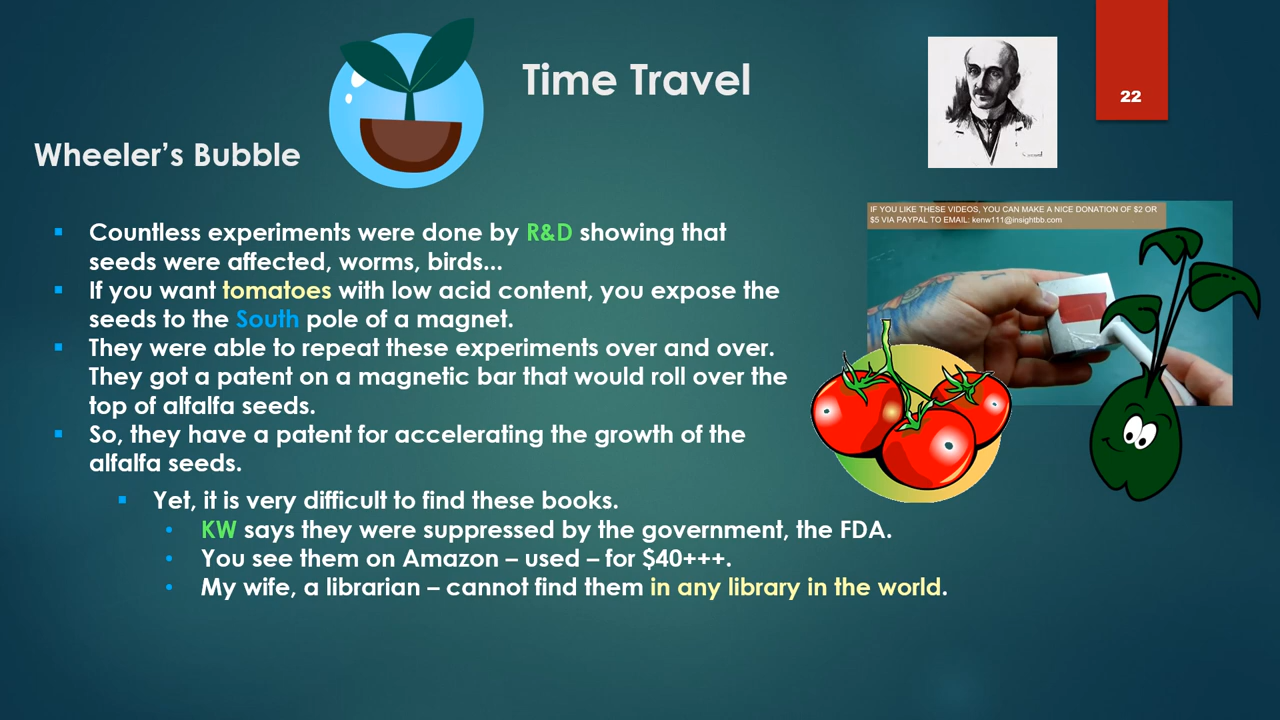 Time Travel
22
Wheeler's Bubble
IF YOU LIKE THESE VIDEOS, YOU CAN MAKE A NICE DONATION OF $2 OR
$5 VIA PAYPAL TO EMAIL: kenw111@insightbb.com
Countless experiments were done by R&D showing that
seeds were affected, worms, birds...
If you want tomatoes with low acid content, you expose the
seeds to the South pole of a magnet.
They were able to repeat these experiments over and over.
They got a patent on a magnetic bar that would roll over the
top of alfalfa seeds.
So, they have a patent for accelerating the growth of the
alfalfa seeds.
Yet, it is very difficult to find these books.
KW says they were suppressed by the government, the FDA.
You see them on Amazon – used – for $40+++.
My wife, a librarian – cannot find them in any library in the world.